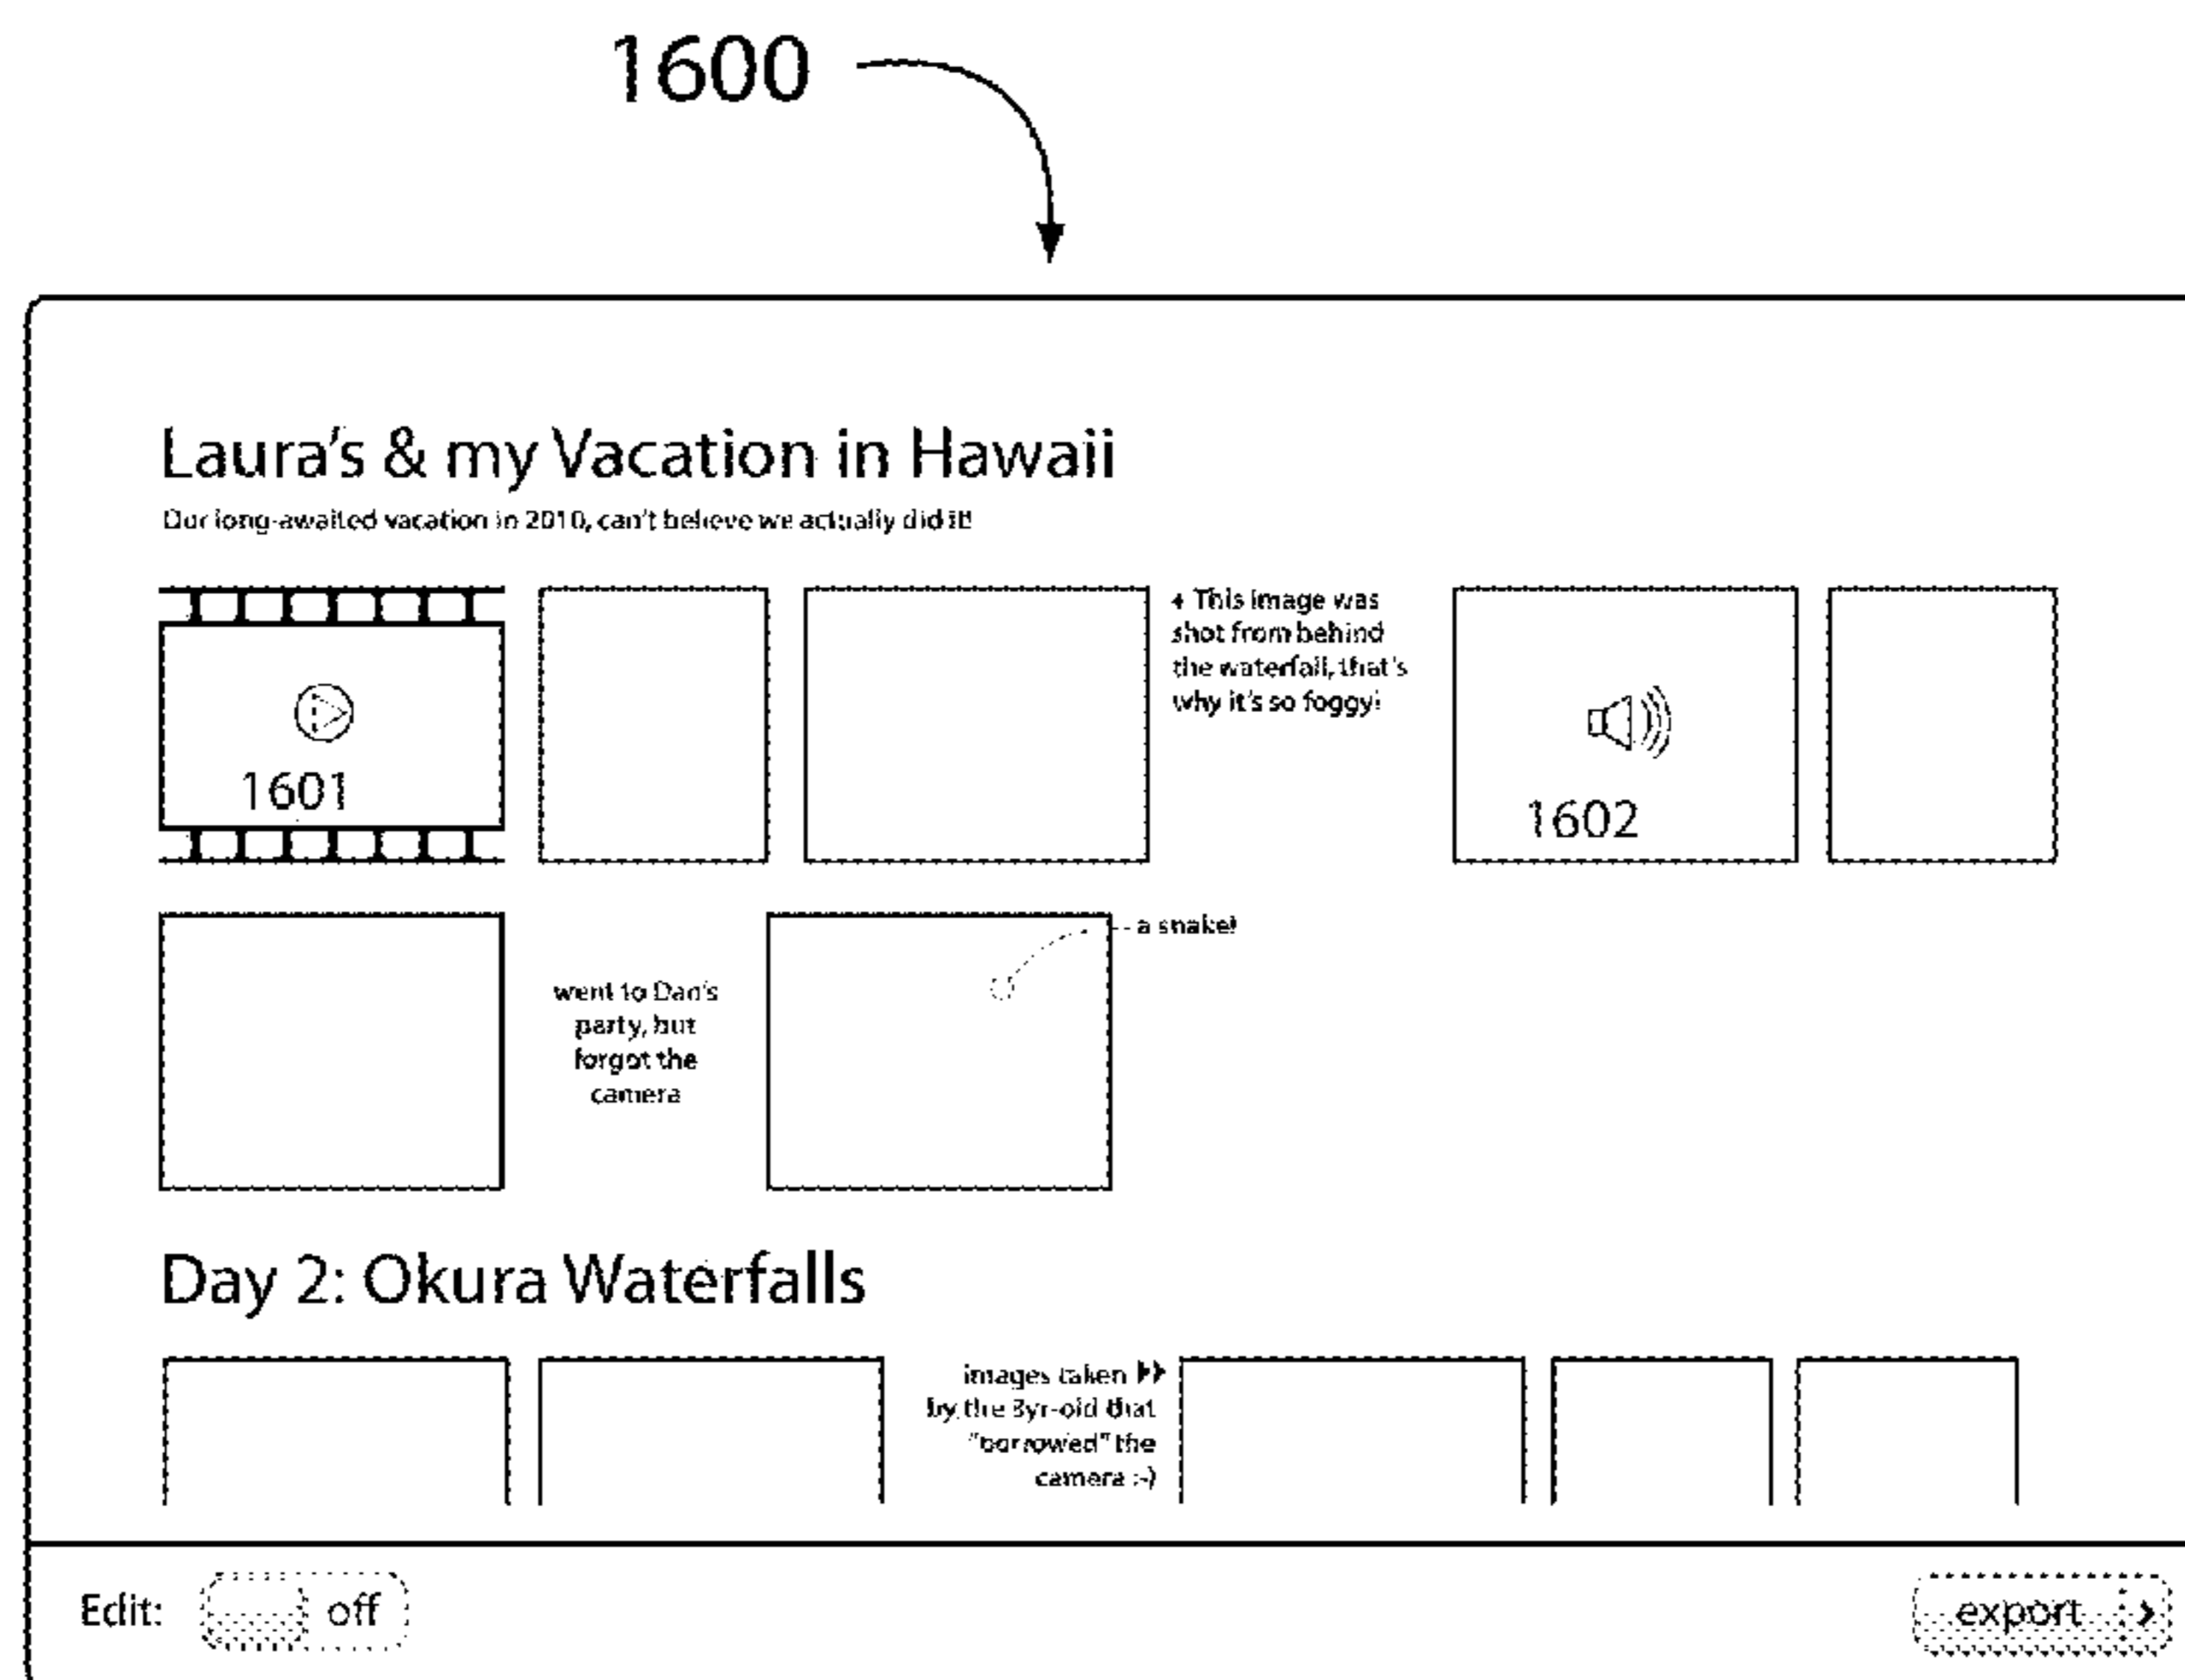 1600
Laura's & my Vacation in Hawaii
Our long-awaited vacation in 2010, can't believe we actually did it!
This image was
shot from behind
the waterfall, that's
why it's so foggy!
1601
1602
a snake!
went to Dan's
party, but
forgot the
camera
Day 2: Okura Waterfalls
images taken
by the 8yr-old that
"borrowed" the
camera :-)
Edit: off
export